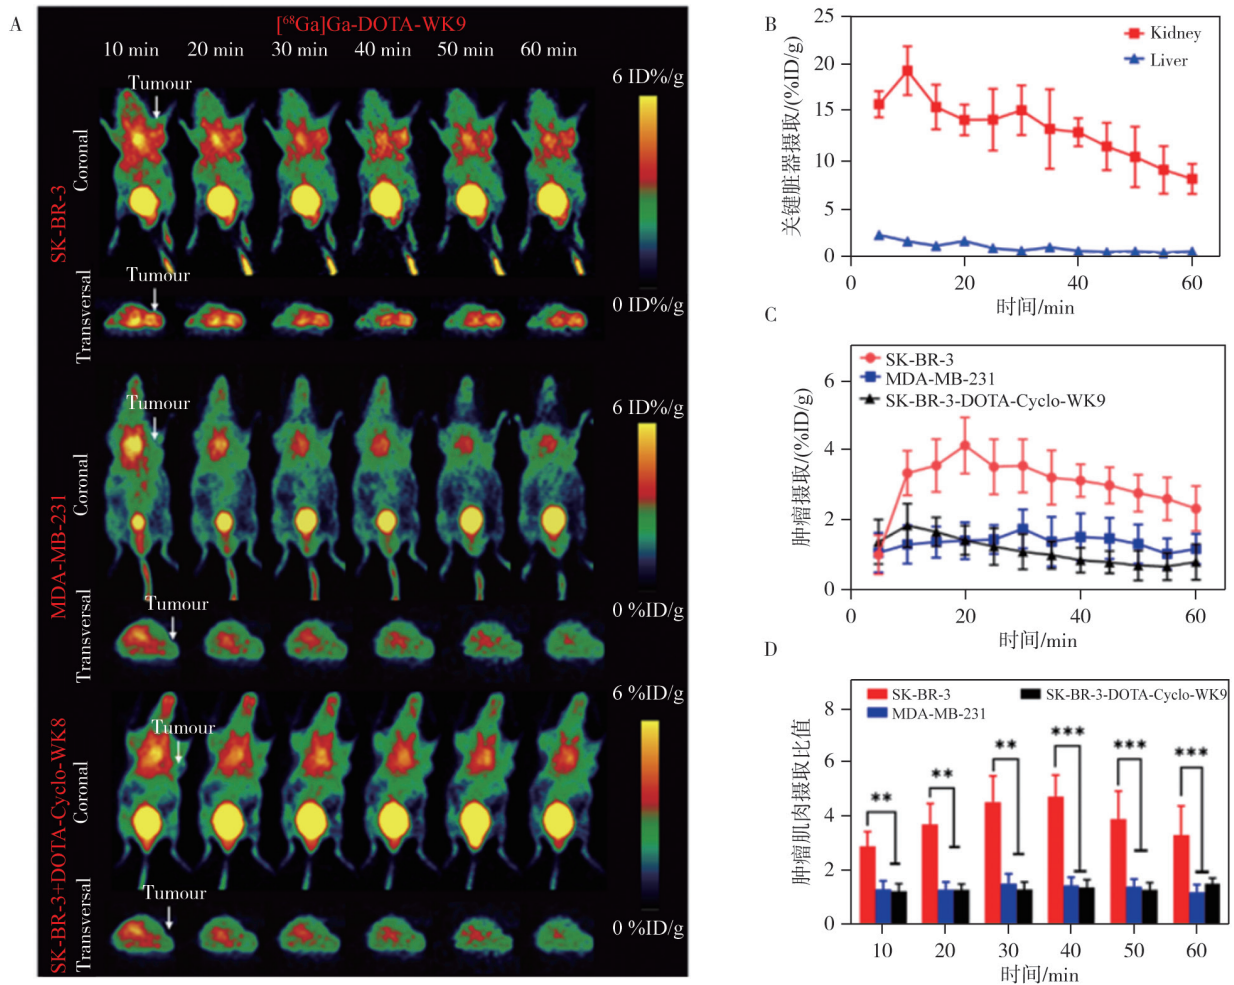 A
[⁶⁸Ga]Ga-DOTA-WK9
10 min 20 min 30 min 40 min 50 min 60 min
Tumour
6 ID%/g
Coronal
SK-BR-3
Tumour
Transversal
0 ID%/g
Tumour
6 ID%/g
Coronal
MDA-MB-231
Tumour
Transversal
0 %ID/g
6 %ID/g
Tumour
Coronal
SK-BR-3+DOTA-Cyclo-WK8
Tumour
Transversal
0 %ID/g
B
关键脏器摄取/(%ID/g)
25
20
15
10
5
0
Kidney
Liver
0 20 40 60
时间/min
C
肿瘤摄取/(%ID/g)
6
4
2
0
SK-BR-3
MDA-MB-231
SK-BR-3-DOTA-Cyclo-WK9
0 20 40 60
时间/min
D
肿瘤肌肉摄取比值
8
6
4
2
0
SK-BR-3
MDA-MB-231
SK-BR-3-DOTA-Cyclo-WK9
** ** ** *** *** ***
10 20 30 40 50 60
时间/min